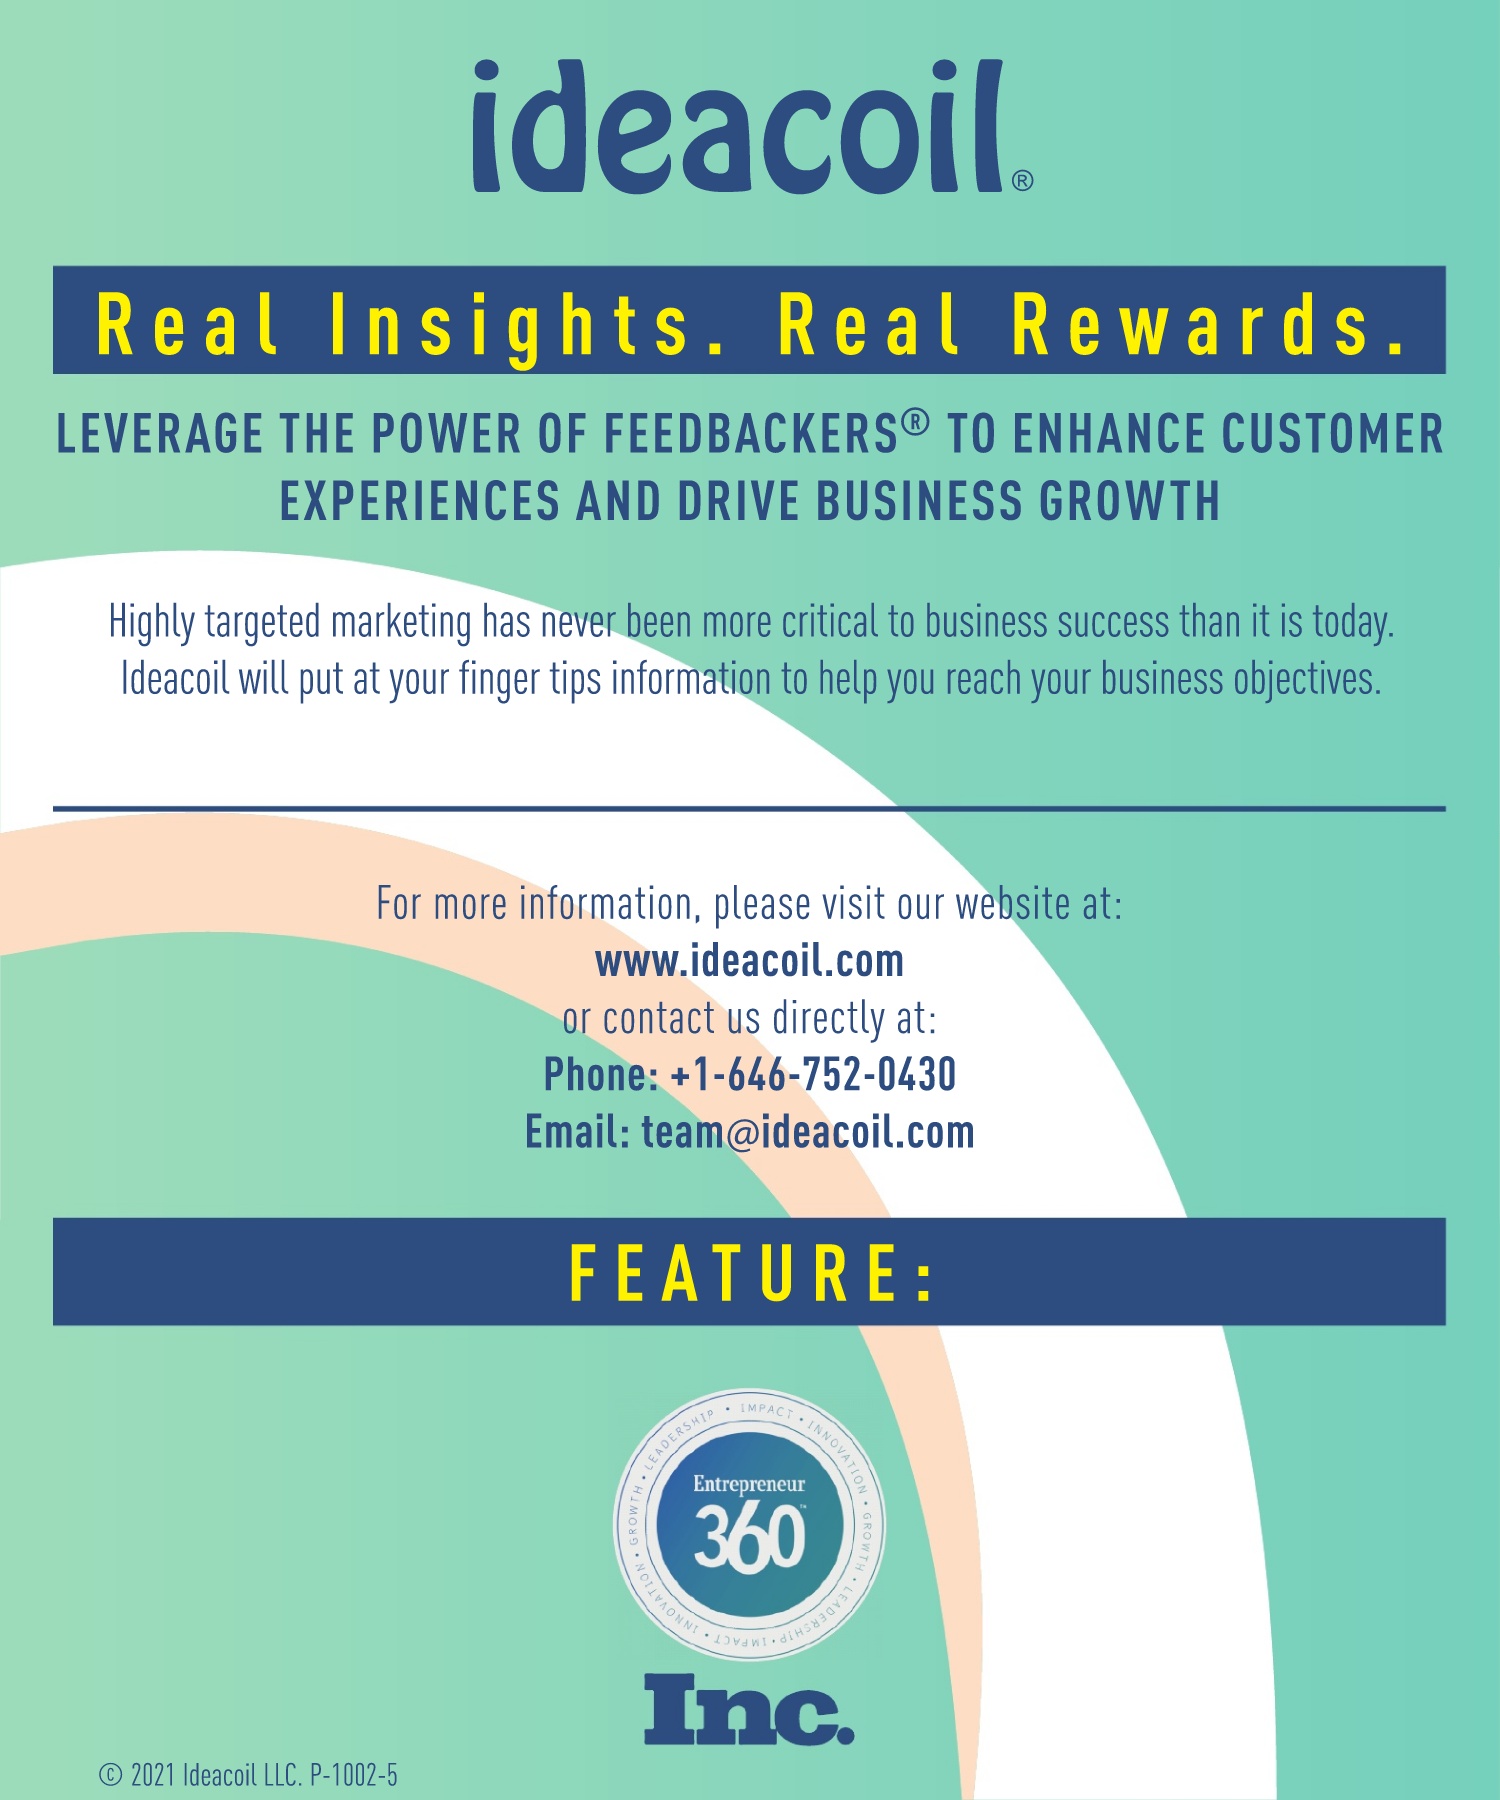 ideacoil®
Real Insights. Real Rewards.
LEVERAGE THE POWER OF FEEDBACKERS® TO ENHANCE CUSTOMER
EXPERIENCES AND DRIVE BUSINESS GROWTH
Highly targeted marketing has never been more critical to business success than it is today.
Ideacoil will put at your finger tips information to help you reach your business objectives.
For more information, please visit our website at:
www.ideacoil.com
or contact us directly at:
Phone: +1-646-752-0430
Email: team@ideacoil.com
FEATURE:
IMPACT • INNOVATION • GROWTH • LEADERSHIP • IMPACT • INNOVATION • GROWTH • LEADERSHIP •
Entrepreneur
360™
Inc.
© 2021 Ideacoil LLC. P-1002-5